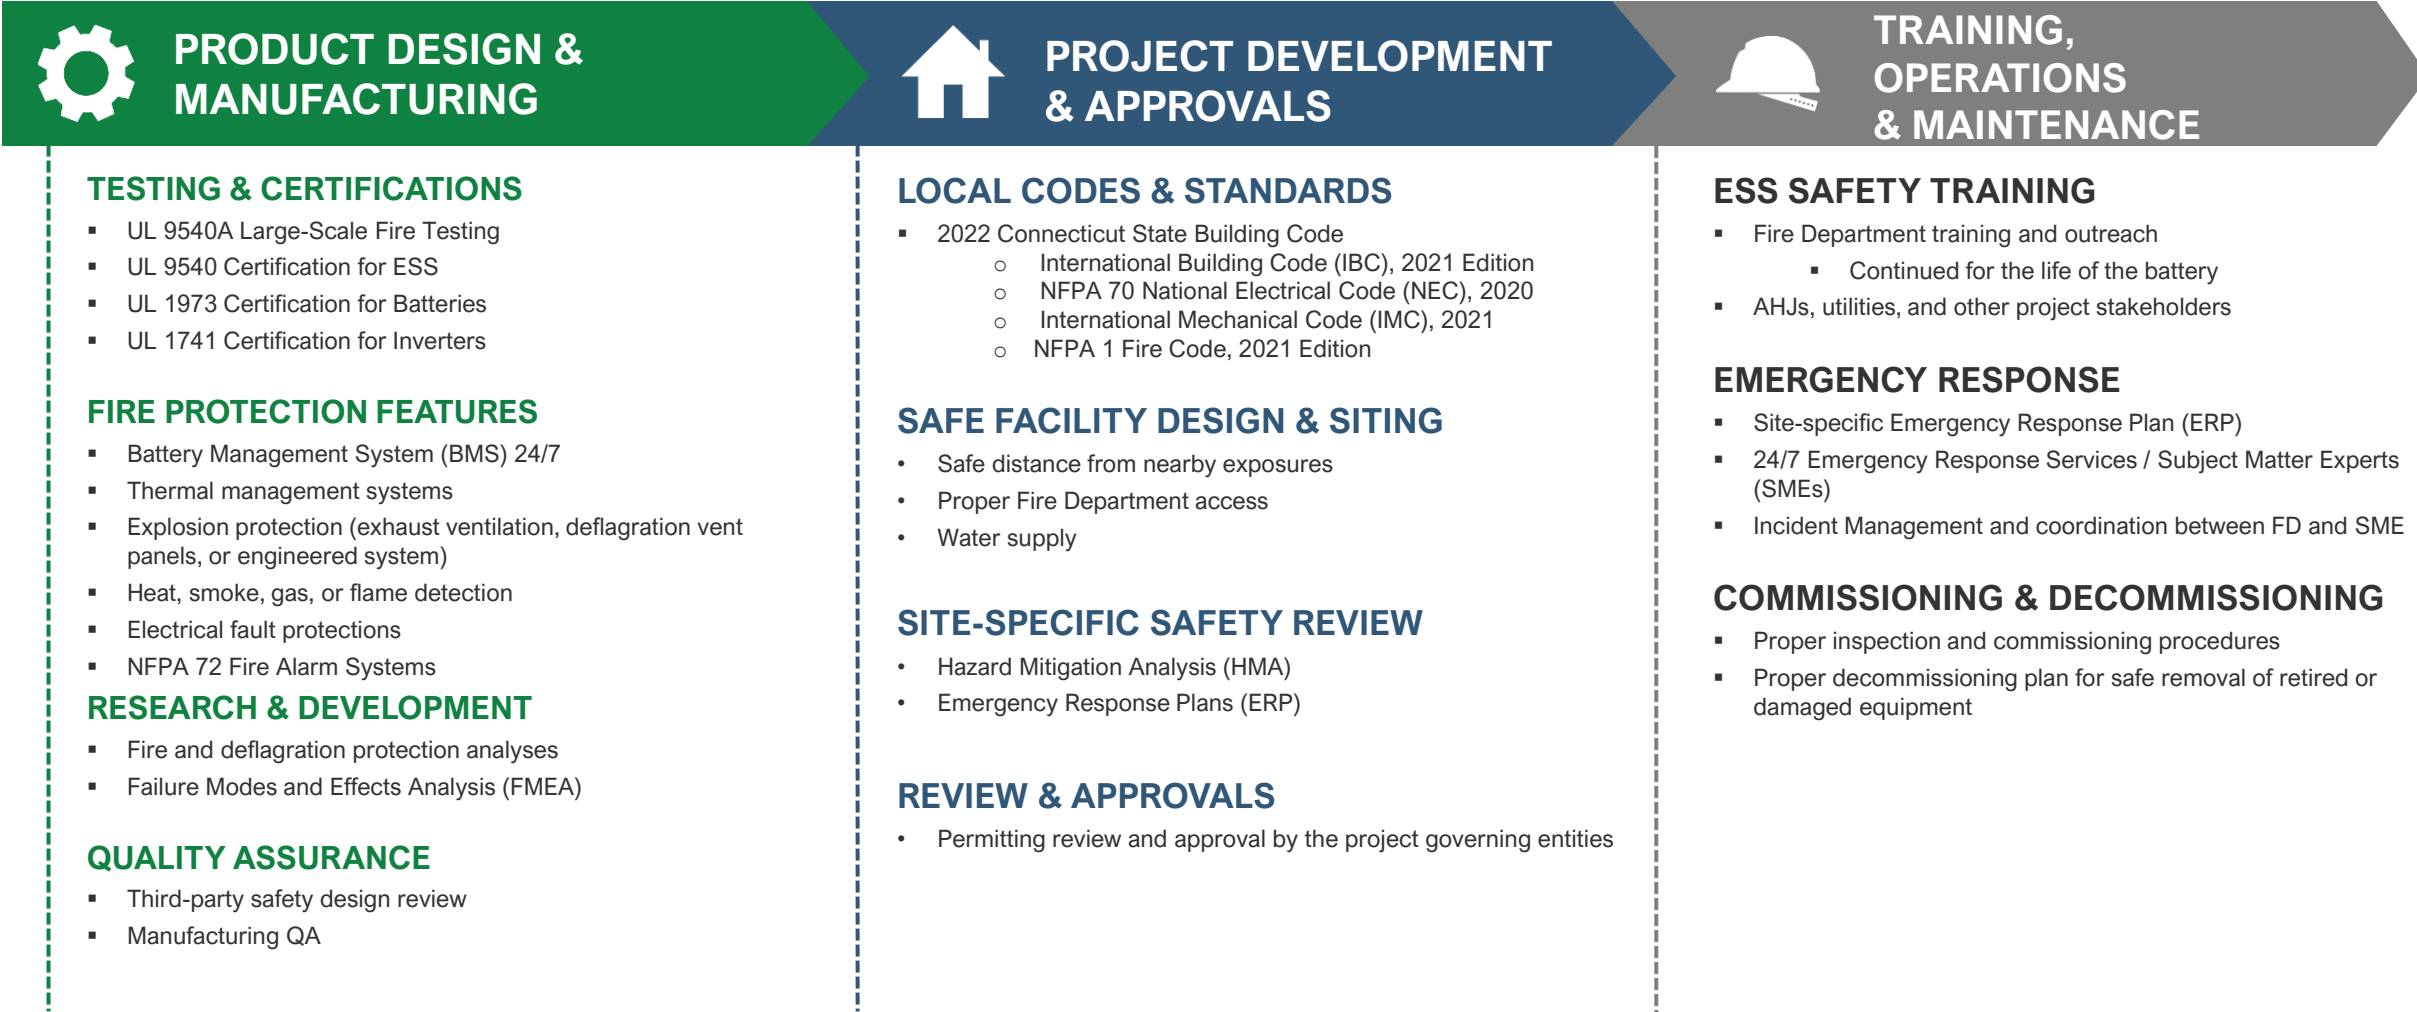 PRODUCT DESIGN &
MANUFACTURING
TESTING & CERTIFICATIONS
▪ UL 9540A Large-Scale Fire Testing
▪ UL 9540 Certification for ESS
▪ UL 1973 Certification for Batteries
▪ UL 1741 Certification for Inverters
FIRE PROTECTION FEATURES
▪ Battery Management System (BMS) 24/7
▪ Thermal management systems
▪ Explosion protection (exhaust ventilation, deflagration vent
panels, or engineered system)
▪ Heat, smoke, gas, or flame detection
▪ Electrical fault protections
▪ NFPA 72 Fire Alarm Systems
RESEARCH & DEVELOPMENT
▪ Fire and deflagration protection analyses
▪ Failure Modes and Effects Analysis (FMEA)
QUALITY ASSURANCE
▪ Third-party safety design review
▪ Manufacturing QA
PROJECT DEVELOPMENT
& APPROVALS
LOCAL CODES & STANDARDS
▪ 2022 Connecticut State Building Code
o International Building Code (IBC), 2021 Edition
o NFPA 70 National Electrical Code (NEC), 2020
o International Mechanical Code (IMC), 2021
o NFPA 1 Fire Code, 2021 Edition
SAFE FACILITY DESIGN & SITING
• Safe distance from nearby exposures
• Proper Fire Department access
• Water supply
SITE-SPECIFIC SAFETY REVIEW
• Hazard Mitigation Analysis (HMA)
• Emergency Response Plans (ERP)
REVIEW & APPROVALS
• Permitting review and approval by the project governing entities
TRAINING,
OPERATIONS
& MAINTENANCE
ESS SAFETY TRAINING
▪ Fire Department training and outreach
▪ Continued for the life of the battery
▪ AHJs, utilities, and other project stakeholders
EMERGENCY RESPONSE
▪ Site-specific Emergency Response Plan (ERP)
▪ 24/7 Emergency Response Services / Subject Matter Experts
(SMEs)
▪ Incident Management and coordination between FD and SME
COMMISSIONING & DECOMMISSIONING
▪ Proper inspection and commissioning procedures
▪ Proper decommissioning plan for safe removal of retired or
damaged equipment